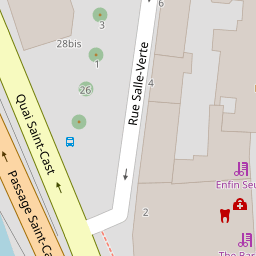 6
3
28bis
1
4
26
Rue Salle-Verte
Quai Saint-Cast
Passage Saint-Ca
Enfin Seu
2
The Bar